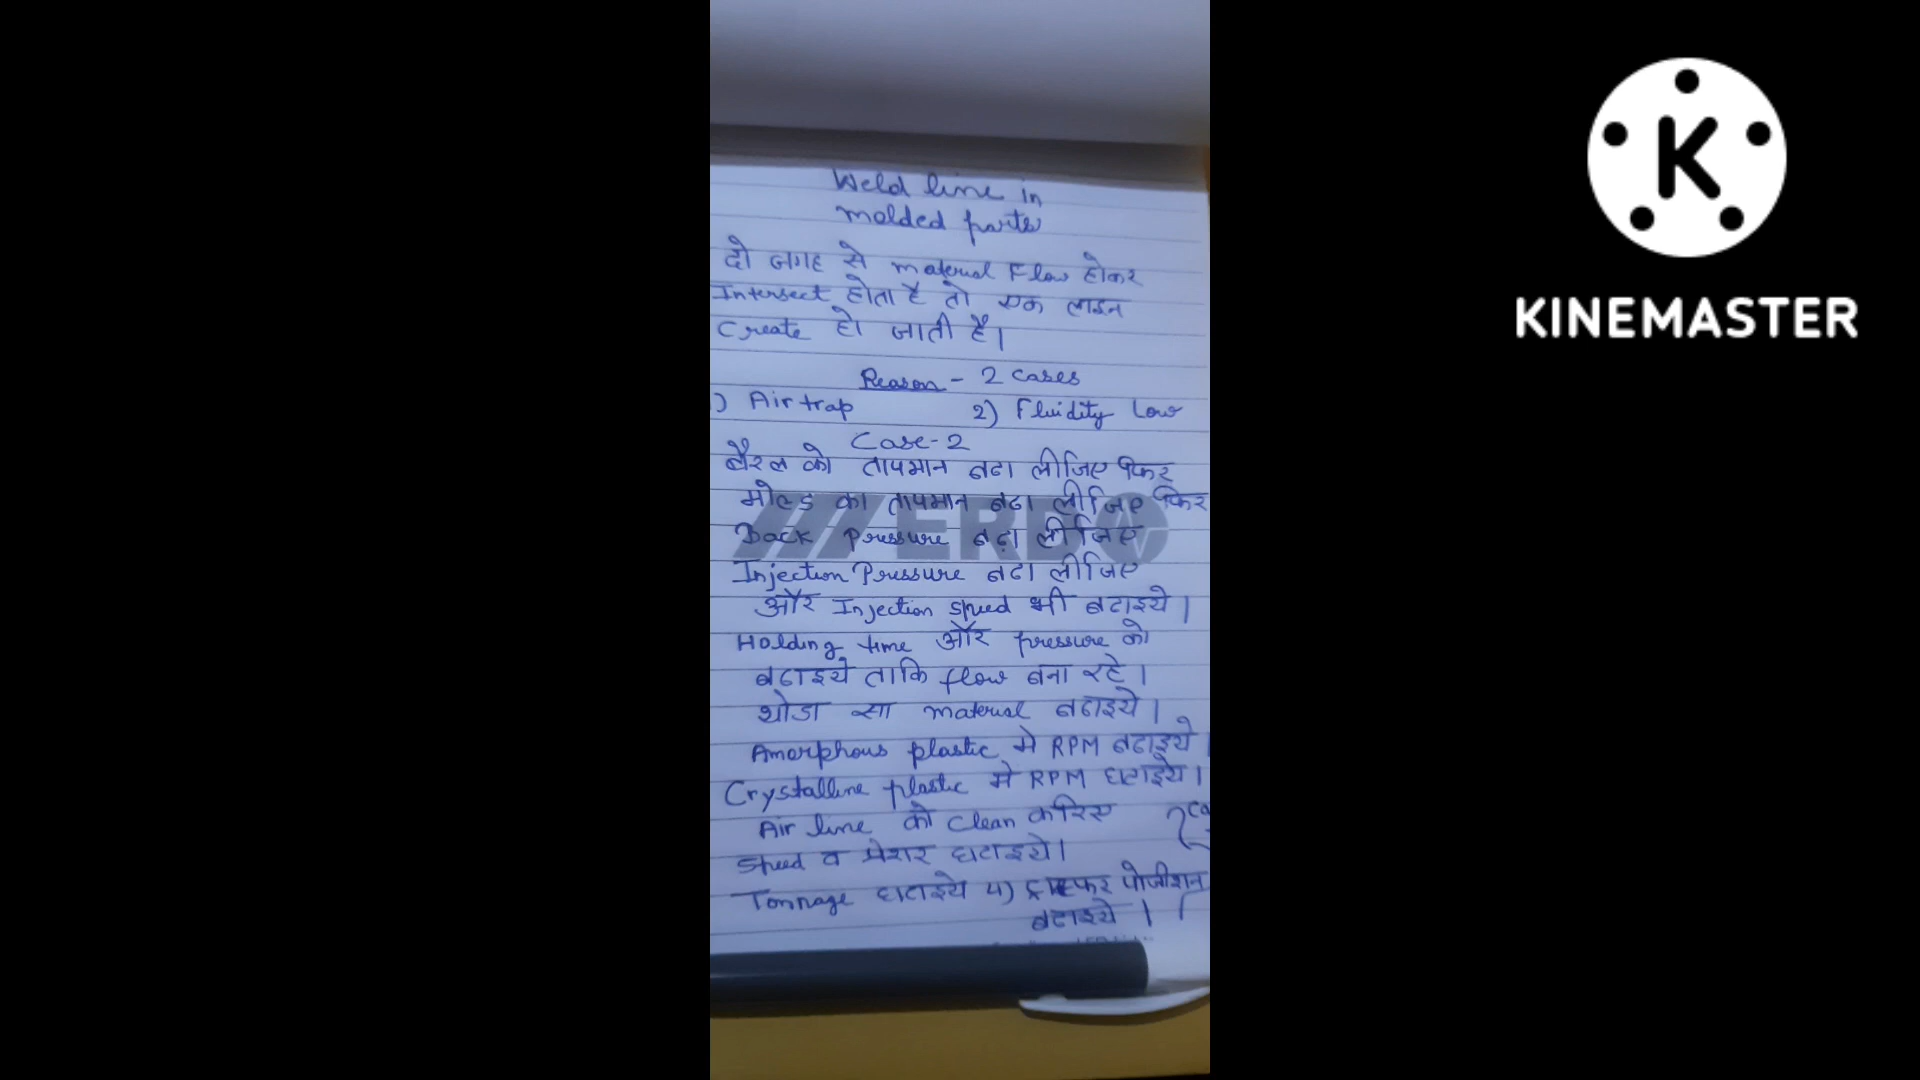 Weld line in
molded parts
दो जगह से material Flow होकर
Intersect होता है तो एक लाइन
Create हो जाती है।
Reason - 2 cases
1) Air trap 2) Fluidity Low
Case-2
बैरल को तापमान बढा लीजिए फिर
मोल्ड का तापमान बढा लीजिए फिर
Back Pressure बढ़ा लीजिए
Injection Pressure बढा लीजिए
और Injection speed भी बढाइये।
Holding time और pressure को
बढाइये ताकि flow बना रहे।
थोडा सा material बढाइये।
Amorphous plastic मे RPM बढाइये।
Crystalline plastic मे RPM घटाइये।
Air line को Clean करिए
Speed व प्रेशर घटाइये।
Tonnage घटाइये 4) पोजीशन
बढाइये।
KINEMASTER